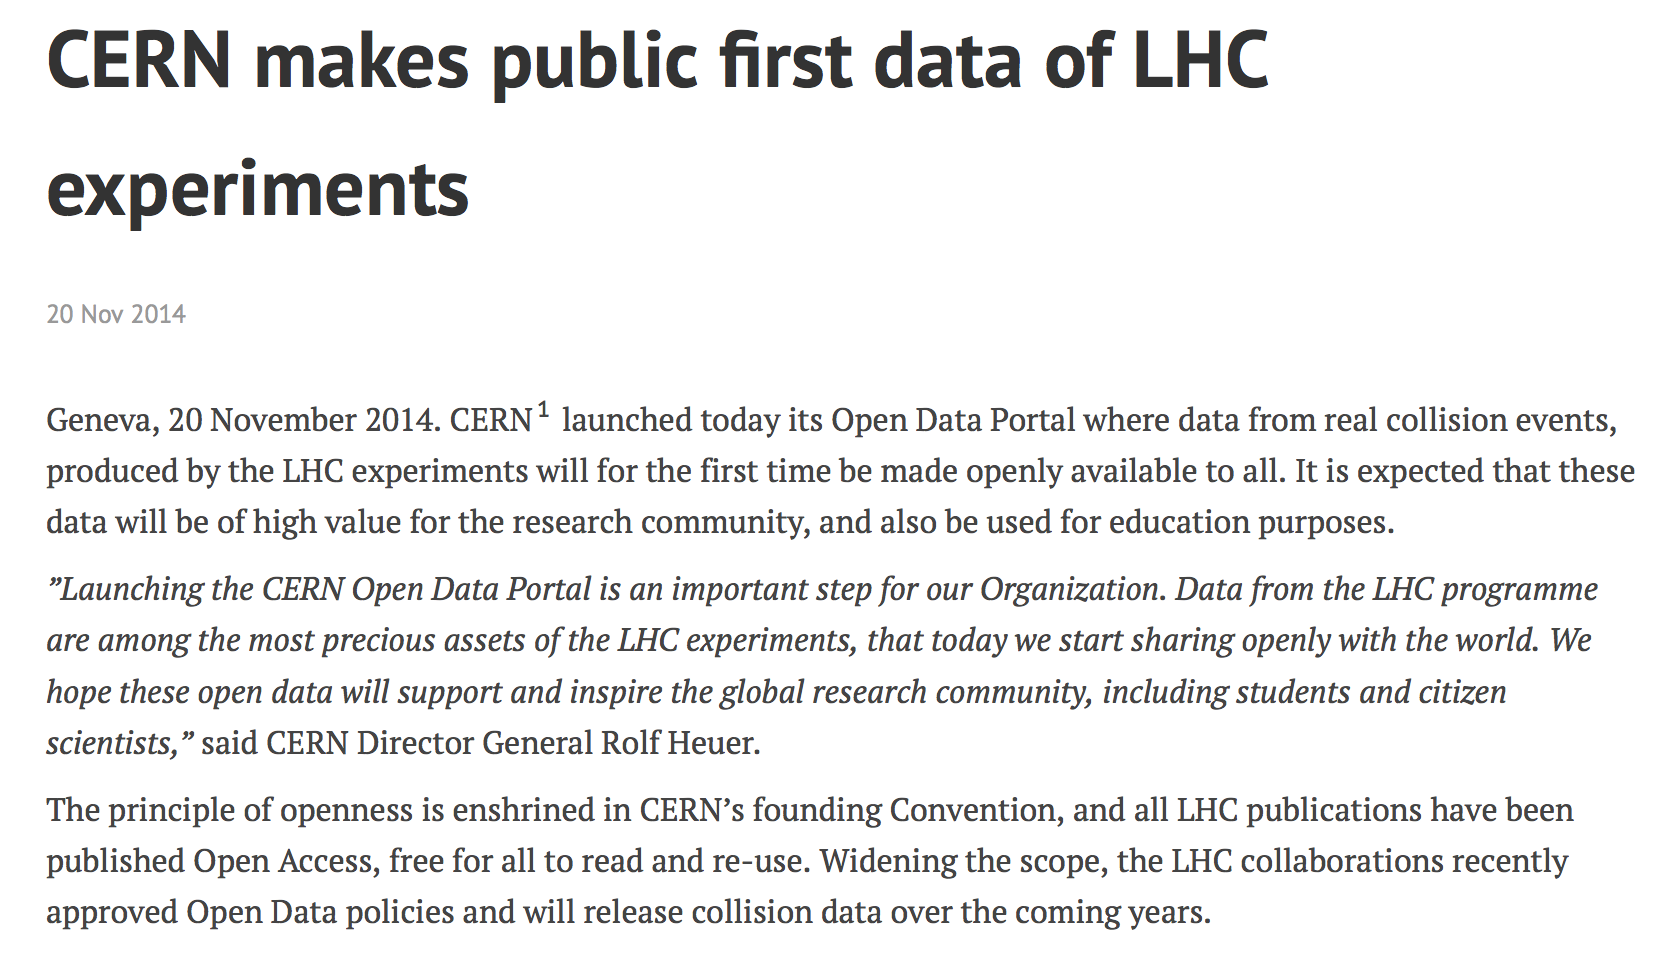 CERN makes public first data of LHC
experiments
20 Nov 2014
Geneva, 20 November 2014. CERN¹ launched today its Open Data Portal where data from real collision events,
produced by the LHC experiments will for the first time be made openly available to all. It is expected that these
data will be of high value for the research community, and also be used for education purposes.
”Launching the CERN Open Data Portal is an important step for our Organization. Data from the LHC programme
are among the most precious assets of the LHC experiments, that today we start sharing openly with the world. We
hope these open data will support and inspire the global research community, including students and citizen
scientists,” said CERN Director General Rolf Heuer.
The principle of openness is enshrined in CERN’s founding Convention, and all LHC publications have been
published Open Access, free for all to read and re-use. Widening the scope, the LHC collaborations recently
approved Open Data policies and will release collision data over the coming years.